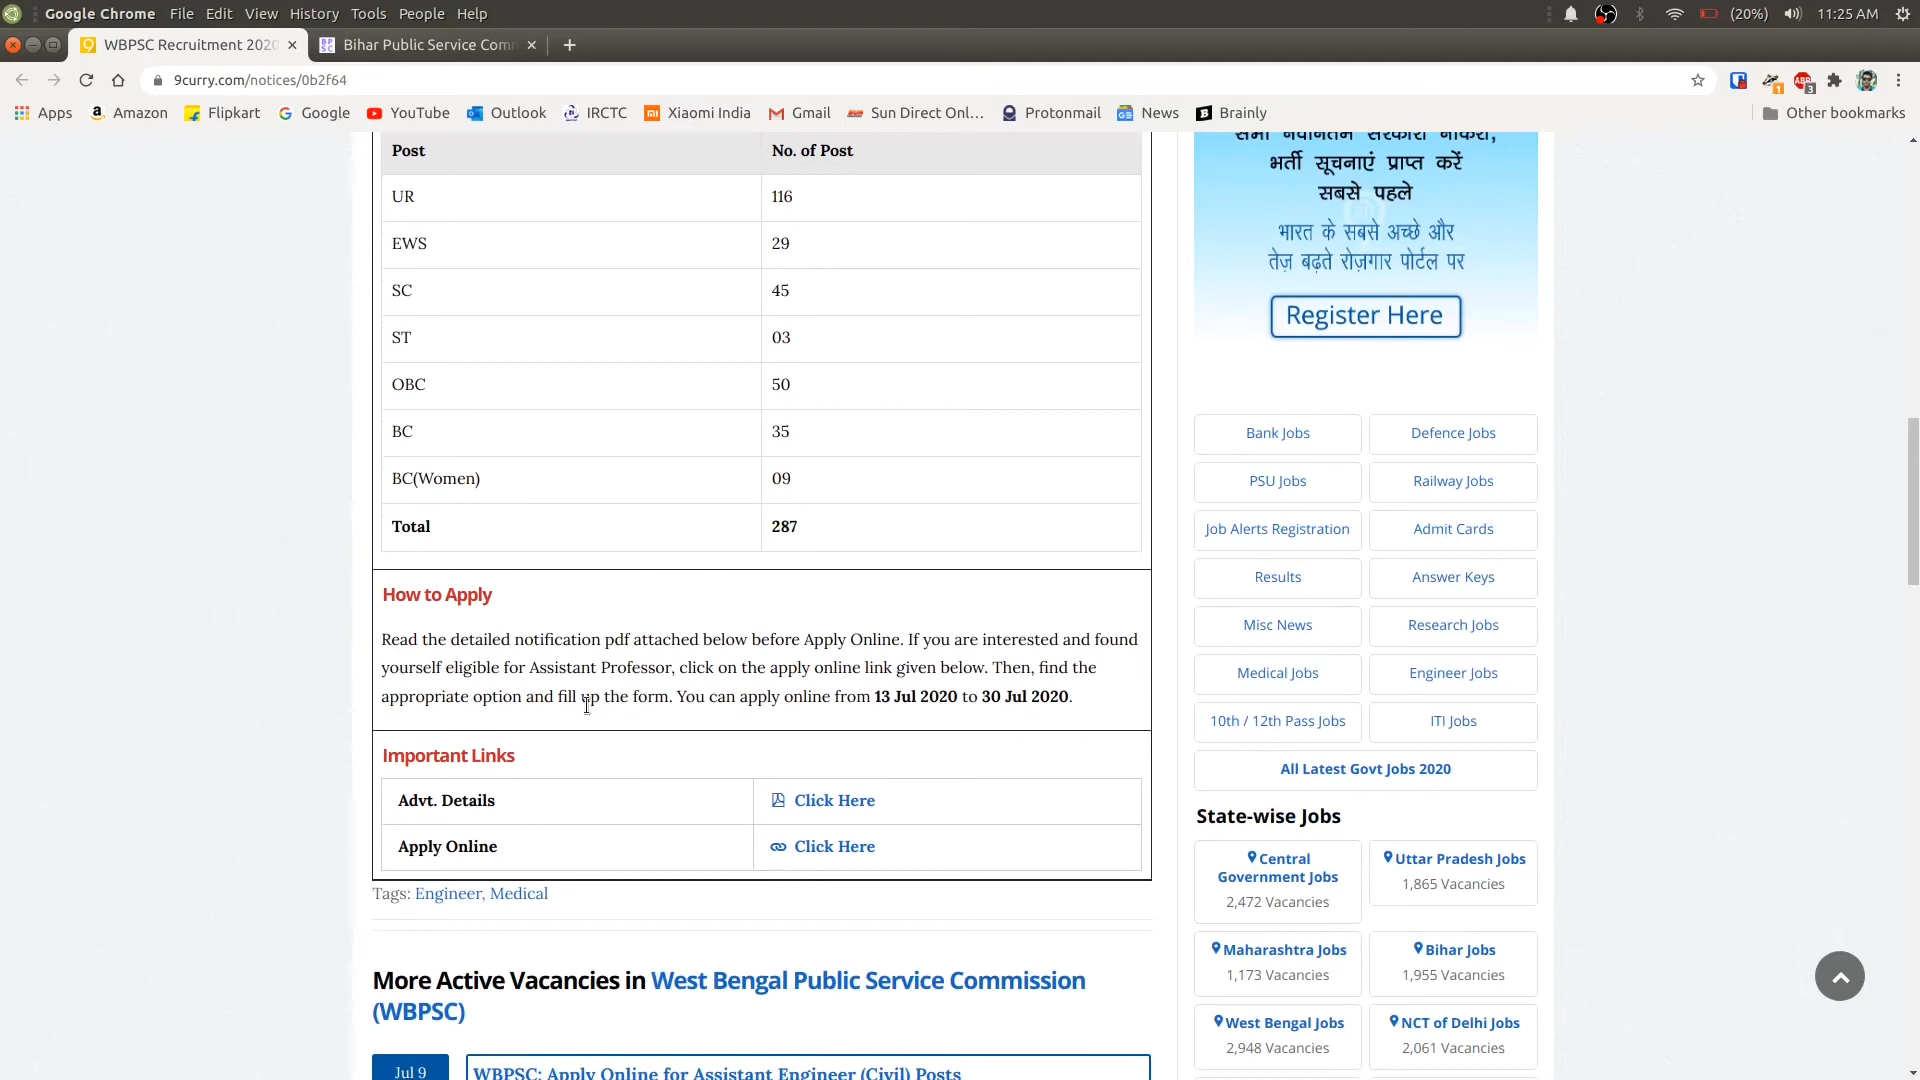 Google Chrome File Edit View History Tools People Help (20%) 11:25 AM
WBPSC Recruitment 2020 Bihar Public Service Com
9curry.com/notices/0b2f64
Apps Amazon Flipkart Google YouTube Outlook IRCTC Xiaomi India Gmail Sun Direct Onl... Protonmail News Brainly Other bookmarks
Post No. of Post
UR 116
EWS 29
SC 45
ST 03
OBC 50
BC 35
BC(Women) 09
Total 287
How to Apply
Read the detailed notification pdf attached below before Apply Online. If you are interested and found
yourself eligible for Assistant Professor, click on the apply online link given below. Then, find the
appropriate option and fill up the form. You can apply online from 13 Jul 2020 to 30 Jul 2020.
Important Links
Advt. Details Click Here
Apply Online Click Here
Tags: Engineer, Medical
More Active Vacancies in West Bengal Public Service Commission
(WBPSC)
Jul 9 WBPSC: Apply Online for Assistant Engineer (Civil) Posts
सभी नवीनतम सरकारी नौकरी,
भर्ती सूचनाएं प्राप्त करें
सबसे पहले
भारत के सबसे अच्छे और
तेज़ बढ़ते रोज़गार पोर्टल पर
Register Here
Bank Jobs Defence Jobs
PSU Jobs Railway Jobs
Job Alerts Registration Admit Cards
Results Answer Keys
Misc News Research Jobs
Medical Jobs Engineer Jobs
10th / 12th Pass Jobs ITI Jobs
All Latest Govt Jobs 2020
State-wise Jobs
Central
Government Jobs
2,472 Vacancies
Uttar Pradesh Jobs
1,865 Vacancies
Maharashtra Jobs
1,173 Vacancies
Bihar Jobs
1,955 Vacancies
West Bengal Jobs
2,948 Vacancies
NCT of Delhi Jobs
2,061 Vacancies